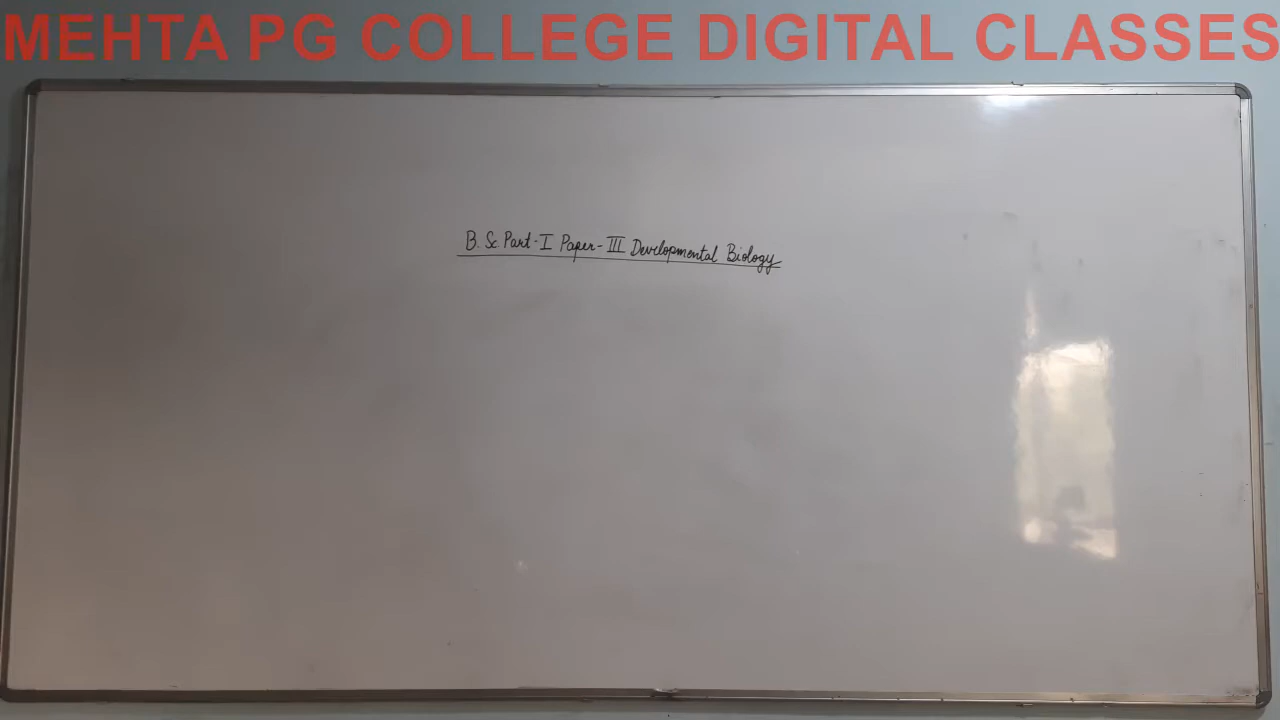 MEHTA PG COLLEGE DIGITAL CLASSES
B. Sc Part-I Paper-III Developmental Biology